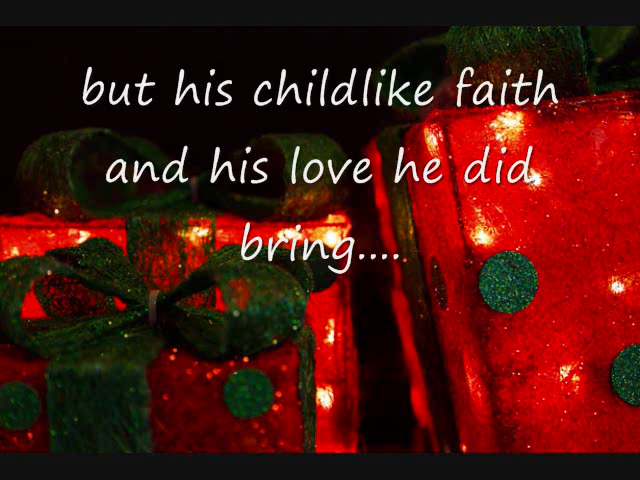 but his childlike faith
and his love he did
bring....